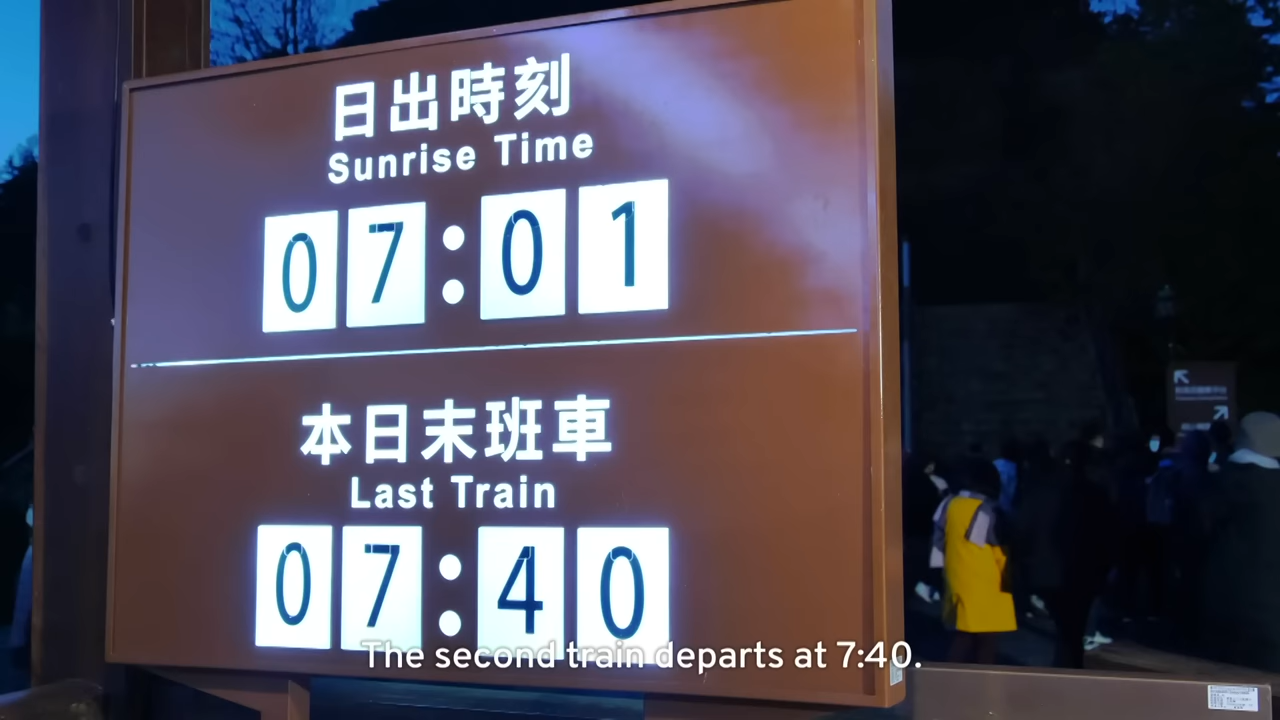 日出時刻
Sunrise Time
07:01
本日末班車
Last Train
07:40
The second train departs at 7:40.